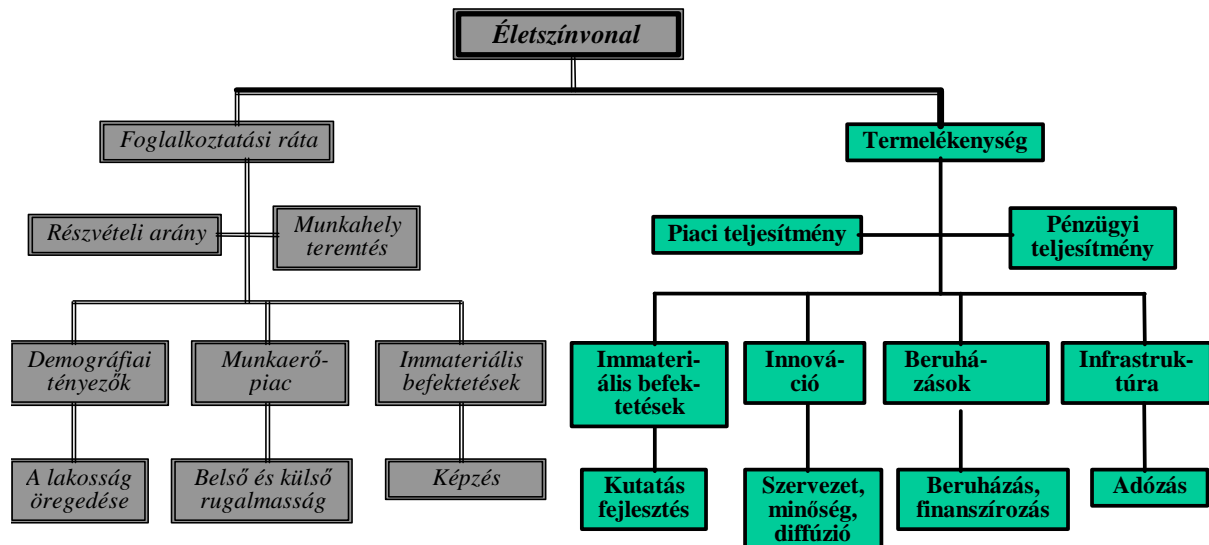 Életszínvonal
Foglalkoztatási ráta
Termelékenység
Részvételi arány
Munkahely
teremtés
Piaci teljesítmény
Pénzügyi
teljesítmény
Demográfiai
tényezők
Munkaerő-
piac
Immateriális
befektetések
Immateri-
ális befek-
tetések
Innová-
ció
Beruhá-
zások
Infrastruk-
túra
A lakosság
öregedése
Belső és külső
rugalmasság
Képzés
Kutatás
fejlesztés
Szervezet,
minőség,
diffúzió
Beruházás,
finanszírozás
Adózás